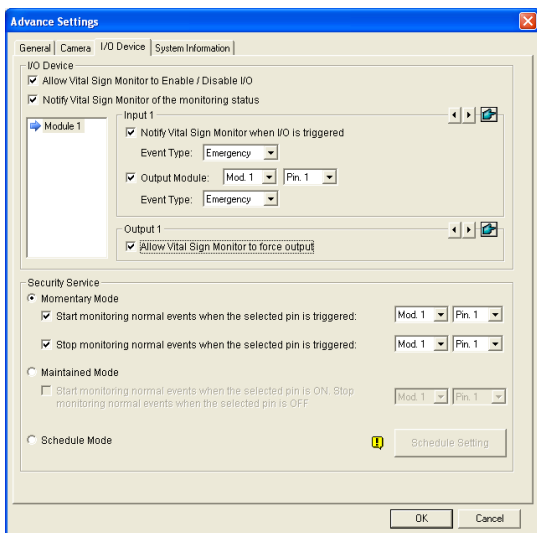 Advance Settings
General Camera I/O Device System Information
I/O Device
Allow Vital Sign Monitor to Enable / Disable I/O
Notify Vital Sign Monitor of the monitoring status
Module 1
Input 1
Notify Vital Sign Monitor when I/O is triggered
Event Type: Emergency
Output Module: Mod. 1 Pin. 1
Event Type: Emergency
Output 1
Allow Vital Sign Monitor to force output
Security Service
Momentary Mode
Start monitoring normal events when the selected pin is triggered: Mod. 1 Pin. 1
Stop monitoring normal events when the selected pin is triggered: Mod. 1 Pin. 1
Maintained Mode
Start monitoring normal events when the selected pin is ON. Stop
monitoring normal events when the selected pin is OFF
Mod. 1 Pin. 1
Schedule Mode
Schedule Setting
OK Cancel